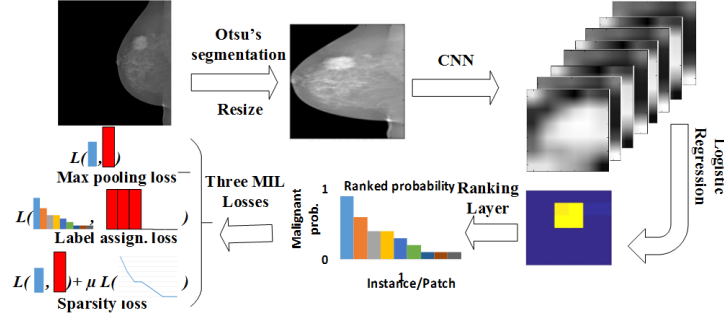 Otsu's
segmentation
Resize
CNN
Logistic
Regression
Ranking
Layer
Ranked probability
Malignant
prob.
1
0
1
Instance/Patch
Three MIL
Losses
L( , )
Max pooling loss
L( , )
Label assign. loss
L( , )+ μ L( )
Sparsity loss